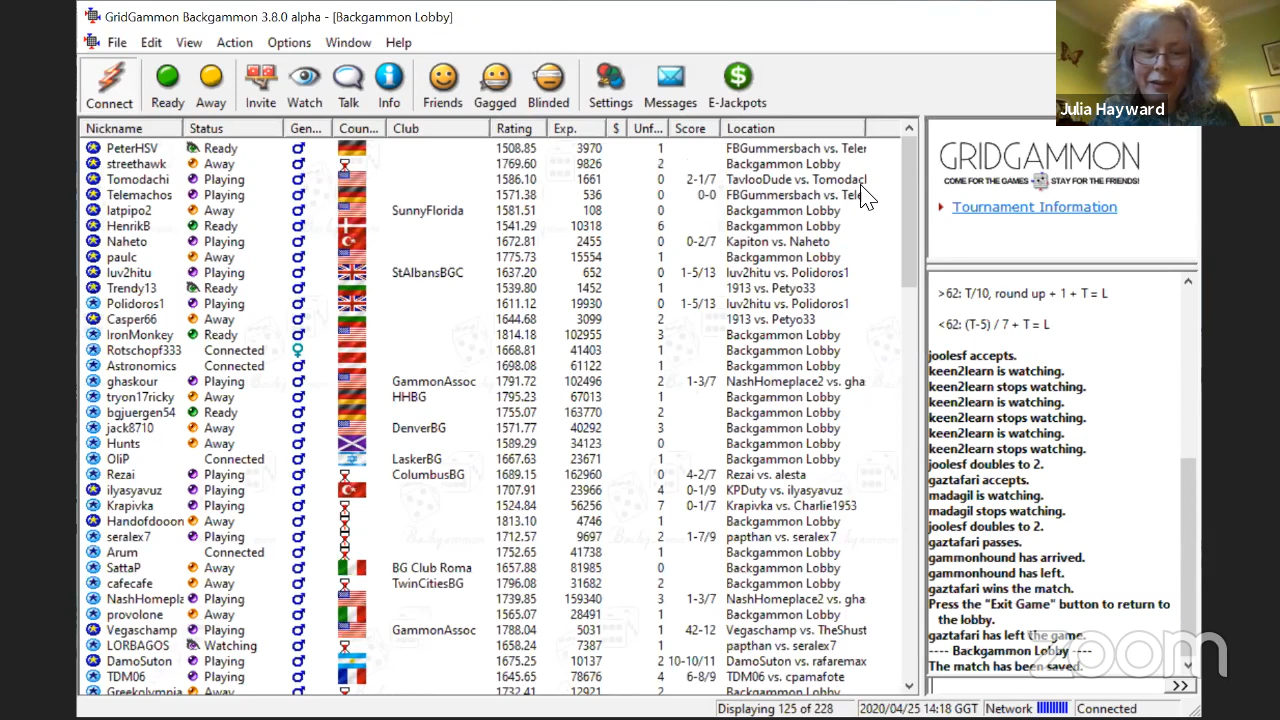 GridGammon Backgammon 3.8.0 alpha - [Backgammon Lobby]
File Edit View Action Options Window Help
Connect Ready Away Invite Watch Talk Info Friends Gagged Blinded Settings Messages E-Jackpots
Julia Hayward
Nickname Status Gen... Coun... Club Rating Exp. $ Unf... Score Location
PeterHSV Ready 1508.85 3970 1 FBGummersbach vs. Teler
streethawk Away 1769.60 9826 2 Backgammon Lobby
Tomodachi Playing 1586.10 1661 0 2-1/7 TavlooDude vs. Tomodacl
Telemachos Playing 1571.38 536 0 0-0 FBGummersbach vs. Tele
latpipo2 Away SunnyFlorida 1581.51 108 0 Backgammon Lobby
HenrikB Ready 1541.29 10318 6 Backgammon Lobby
Naheto Playing 1672.81 2455 0 0-2/7 Kapiton vs. Naheto
paulc Away 1775.73 15554 1 Backgammon Lobby
luv2hitu Playing StAlbansBGC 1637.20 652 0 1-5/13 luv2hitu vs. Polidoros1
Trendy13 Ready 1539.80 1452 1 1913 vs. Petyo33
Polidoros1 Playing 1611.12 19930 0 1-5/13 luv2hitu vs. Polidoros1
Casper66 Away 1644.68 3099 2 1913 vs. Petyo33
IronMonkey Ready 1814.18 102955 3 Backgammon Lobby
Rotschopf333 Connected 1668.81 41403 1 Backgammon Lobby
Astronomics Connected 1698.08 61122 1 Backgammon Lobby
ghaskour Playing GammonAssoc 1791.72 102496 2 1-3/7 NashHomeplace2 vs. gha
tryon17ricky Away HHBG 1795.23 67013 1 Backgammon Lobby
bgjuergen54 Ready 1755.07 163770 2 Backgammon Lobby
jack8710 Away DenverBG 1571.77 40292 3 Backgammon Lobby
Hunts Away 1589.29 34123 0 Backgammon Lobby
OliP Connected LaskerBG 1667.63 23671 1 Backgammon Lobby
Rezai Playing ColumbusBG 1689.15 162960 0 4-2/7 Rezai vs. alesta
ilyasyavuz Playing 1707.91 23966 4 0-1/9 KPDuty vs. ilyasyavuz
Krapivka Playing 1524.84 56256 7 0-1/7 Krapivka vs. Charlie1953
Handofdooon Away 1813.10 4746 1 Backgammon Lobby
seralex7 Playing 1712.57 9697 2 1-7/9 papthan vs. seralex7
Arum Connected 1752.65 41738 1 Backgammon Lobby
SattaP Away BG Club Roma 1657.88 81985 0 Backgammon Lobby
cafecafe Away TwinCitiesBG 1796.08 31682 2 Backgammon Lobby
NashHomepla Playing 1739.85 159340 3 1-3/7 NashHomeplace2 vs. gha
provolone Away 1565.07 28491 1 Backgammon Lobby
Vegaschamp Playing GammonAssoc 1788.04 5031 1 42-12 Vegaschamp vs. TheShust
LORBAGOS Watching 1658.24 7387 1 papthan vs. seralex7
DamoSuton Playing 1675.25 10137 2 10-10/11 DamoSuton vs. rafaremax
TDM06 Playing 1645.65 78676 4 6-8/9 TDM06 vs. cpamafote
Greekolympia Away 1732.41 12921 2 Backgammon Lobby
GRIDGAMMON
COME FOR THE GAMES STAY FOR THE FRIENDS!
Tournament Information
>62: T/10, round up + 1 + T = L
<62: (T-5) / 7 + T = L
joolesf accepts.
keen2learn is watching.
keen2learn stops watching.
keen2learn is watching.
keen2learn stops watching.
keen2learn is watching.
keen2learn stops watching.
joolesf doubles to 2.
gaztafari accepts.
madagil is watching.
madagil stops watching.
joolesf doubles to 2.
gaztafari passes.
gammonhound has arrived.
gammonhound has left.
gaztafari wins the match.
Press the "Exit Game" button to return to
the lobby.
gaztafari has left the game.
---- Backgammon Lobby ----
The match has been saved.
>>
zoom
Displaying 125 of 228 2020/04/25 14:18 GGT Network Connected